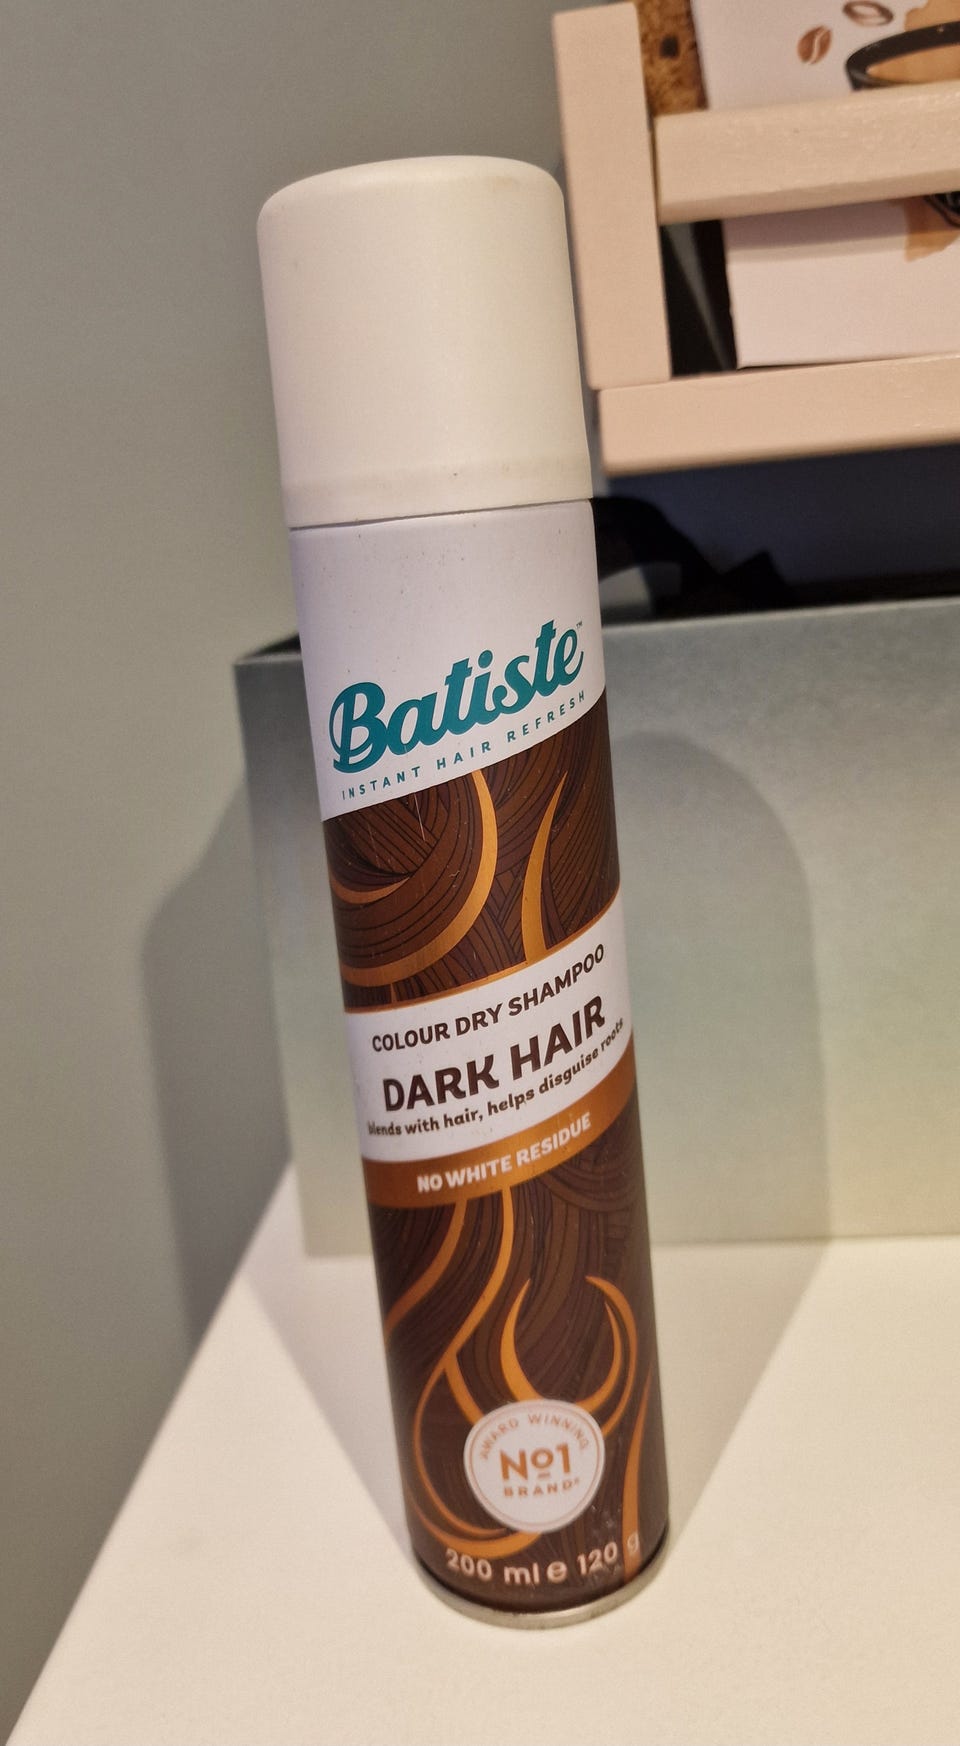 Batiste™
INSTANT HAIR REFRESH
COLOUR DRY SHAMPOO
DARK HAIR
blends with hair, helps disguise roots
NO WHITE RESIDUE
AWARD WINNING
No1
BRAND*
200 ml e 120 g